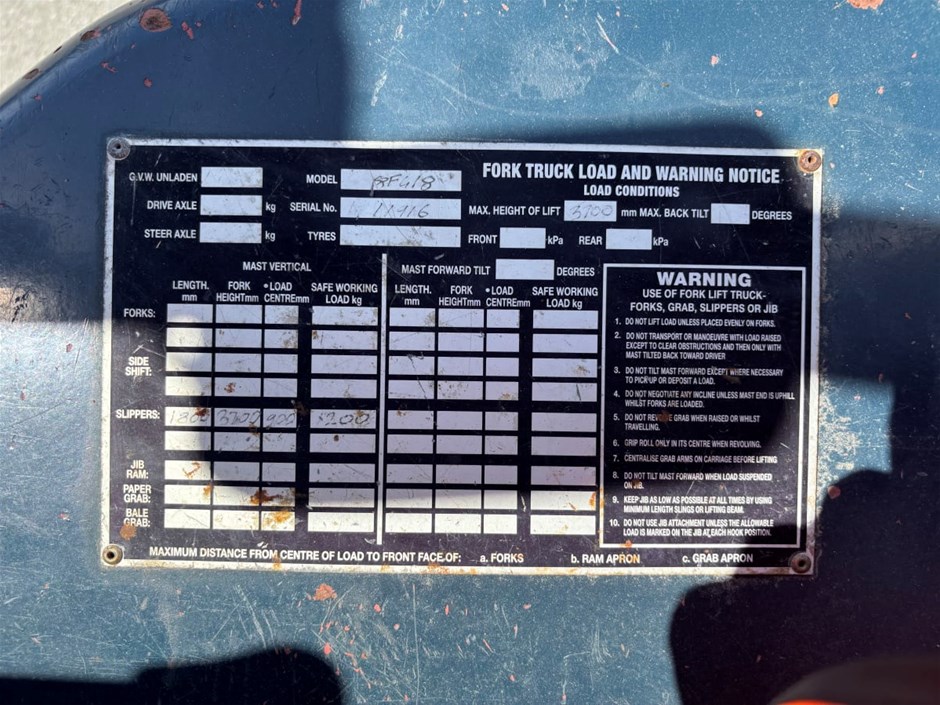 FORK TRUCK LOAD AND WARNING NOTICE
LOAD CONDITIONS
G.V.W. UNLADEN MODEL
DRIVE AXLE kg SERIAL No. MAX. HEIGHT OF LIFT 3700 mm MAX. BACK TILT DEGREES
STEER AXLE kg TYRES FRONT kPa REAR kPa
MAST VERTICAL
LENGTH. mm FORK HEIGHTmm •LOAD CENTREmm SAFE WORKING LOAD kg
MAST FORWARD TILT DEGREES
LENGTH. mm FORK HEIGHTmm •LOAD CENTREmm SAFE WORKING LOAD kg
FORKS:
SIDE
SHIFT:
SLIPPERS: 1800 3700 900
JIB
RAM:
PAPER
GRAB:
BALE
GRAB:
WARNING
USE OF FORK LIFT TRUCK-
FORKS, GRAB, SLIPPERS OR JIB
1. DO NOT LIFT LOAD UNLESS PLACED EVENLY ON FORKS.
2. DO NOT TRANSPORT OR MANOEUVRE WITH LOAD RAISED
EXCEPT TO CLEAR OBSTRUCTIONS AND THEN ONLY WITH
MAST TILTED BACK TOWARD DRIVER
3. DO NOT TILT MAST FORWARD EXCEPT WHERE NECESSARY
TO PICK UP OR DEPOSIT A LOAD.
4. DO NOT NEGOTIATE ANY INCLINE UNLESS MAST END IS UPHILL
WHILST FORKS ARE LOADED.
5. DO NOT REVOLVE GRAB WHEN RAISED OR WHILST
TRAVELLING.
6. GRIP ROLL ONLY IN ITS CENTRE WHEN REVOLVING.
7. CENTRALISE GRAB ARMS ON CARRIAGE BEFORE LIFTING
8. DO NOT TILT MAST FORWARD WHEN LOAD SUSPENDED
ON JIB.
9. KEEP JIB AS LOW AS POSSIBLE AT ALL TIMES BY USING
MINIMUM LENGTH SLINGS OR LIFTING BEAM.
10. DO NOT USE JIB ATTACHMENT UNLESS THE ALLOWABLE
LOAD IS MARKED ON THE JIB AT EACH HOOK POSITION.
MAXIMUM DISTANCE FROM CENTRE OF LOAD TO FRONT FACE OF: a. FORKS b. RAM APRON c. GRAB APRON